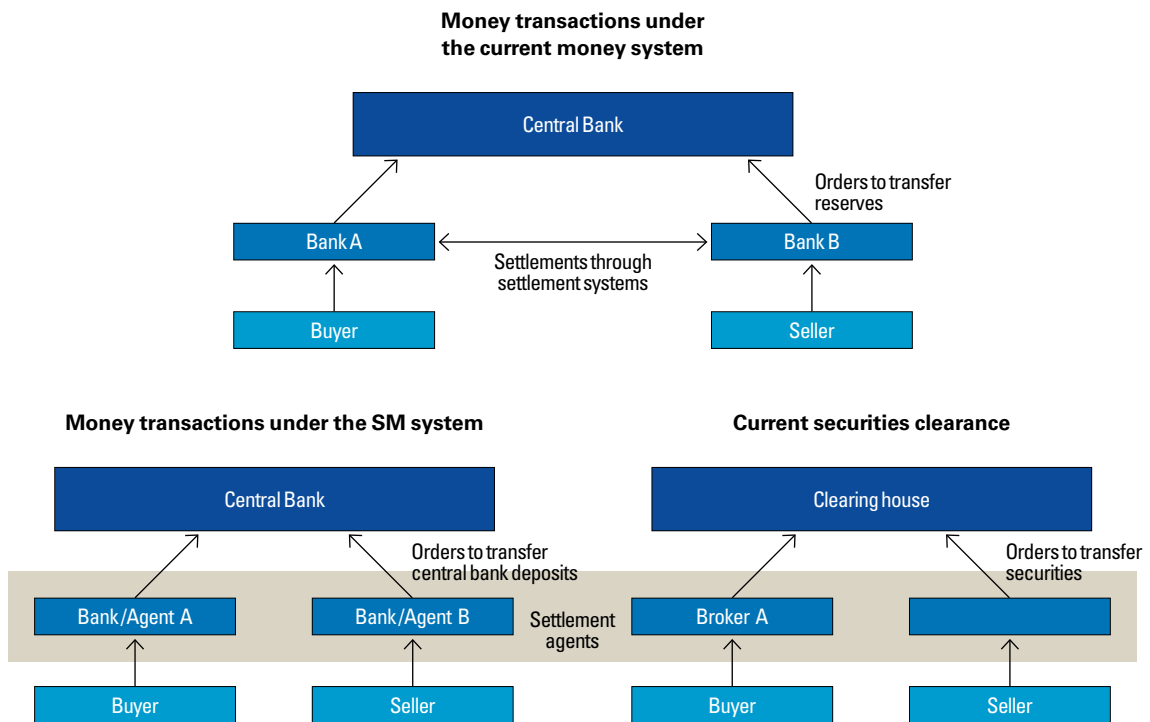 Money transactions under
the current money system
Central Bank
Orders to transfer
reserves
Bank A
Bank B
Settlements through
settlement systems
Buyer
Seller
Money transactions under the SM system
Current securities clearance
Central Bank
Clearing house
Orders to transfer
central bank deposits
Orders to transfer
securities
Bank/Agent A
Bank/Agent B
Settlement
agents
Broker A
Buyer
Seller
Buyer
Seller